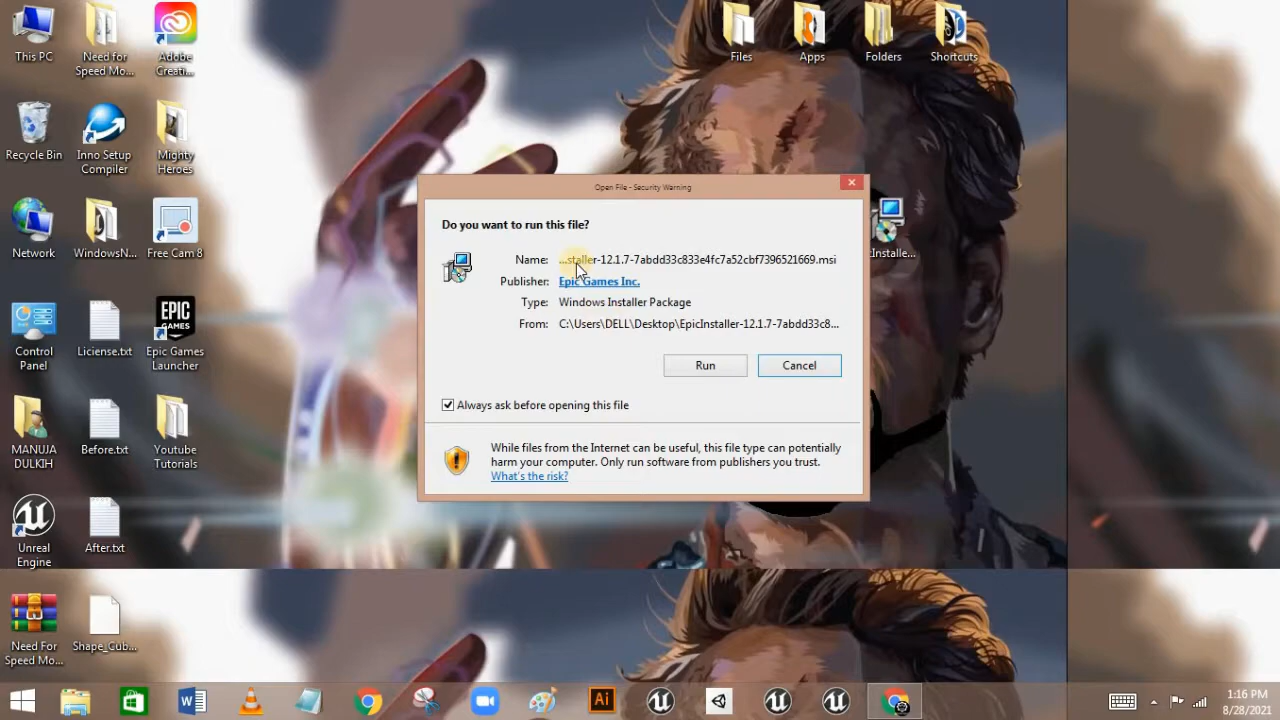 This PC
Need for
Speed Mo...
Adobe
Creati...
Files
Apps
Folders
Shortcuts
Recycle Bin
Inno Setup
Compiler
Mighty
Heroes
Network
WindowsN...
Free Cam 8
Control
Panel
Liciense.txt
EPIC
GAMES
Epic Games
Launcher
MANUJA
DULKIH
Before.txt
Youtube
Tutorials
Unreal
Engine
After.txt
Need For
Speed Mo...
Shape_Cub...
Open File - Security Warning
Do you want to run this file?
Name: ...staller-12.1.7-7abdd33c833e4fc7a52cbf7396521669.msi
Publisher: Epic Games Inc.
Type: Windows Installer Package
From: C:\Users\DELL\Desktop\EpicInstaller-12.1.7-7abdd33c8...
Run
Cancel
Always ask before opening this file
While files from the Internet can be useful, this file type can potentially
harm your computer. Only run software from publishers you trust.
What's the risk?
cInstalle...
Ai
1:16 PM
8/28/2021